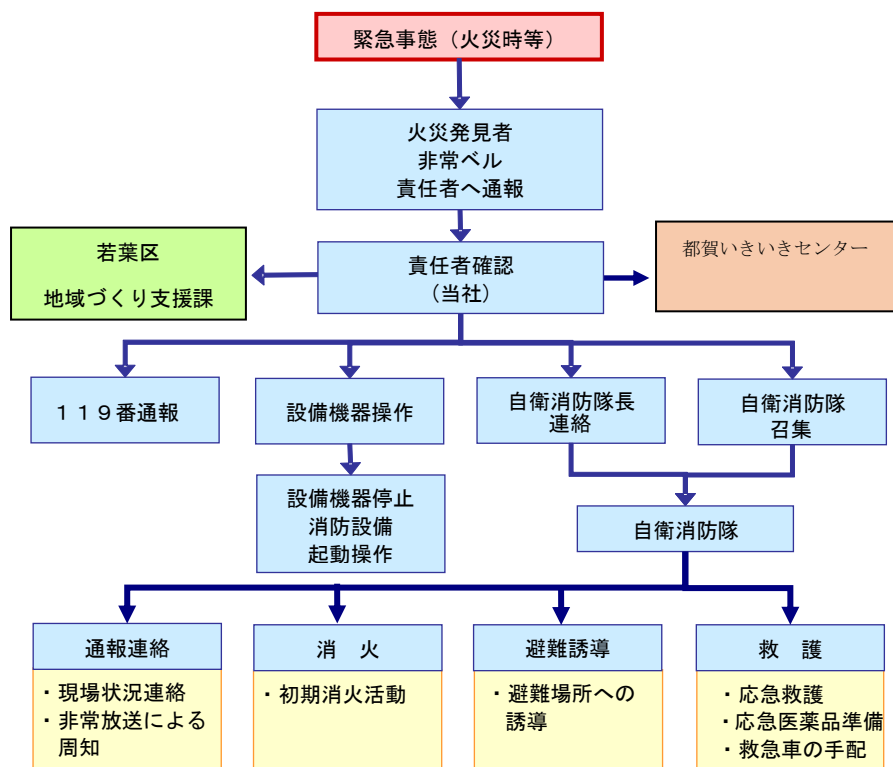 緊急事態（火災時等）
火災発見者
非常ベル
責任者へ通報
若葉区
地域づくり支援課
責任者確認
（当社）
都賀いきいきセンター
１１９番通報
設備機器操作
自衛消防隊長
連絡
自衛消防隊
召集
設備機器停止
消防設備
起動操作
自衛消防隊
通報連絡
・現場状況連絡
・非常放送による
周知
消　火
・初期消火活動
避難誘導
・避難場所への
誘導
救　護
・応急救護
・応急医薬品準備
・救急車の手配